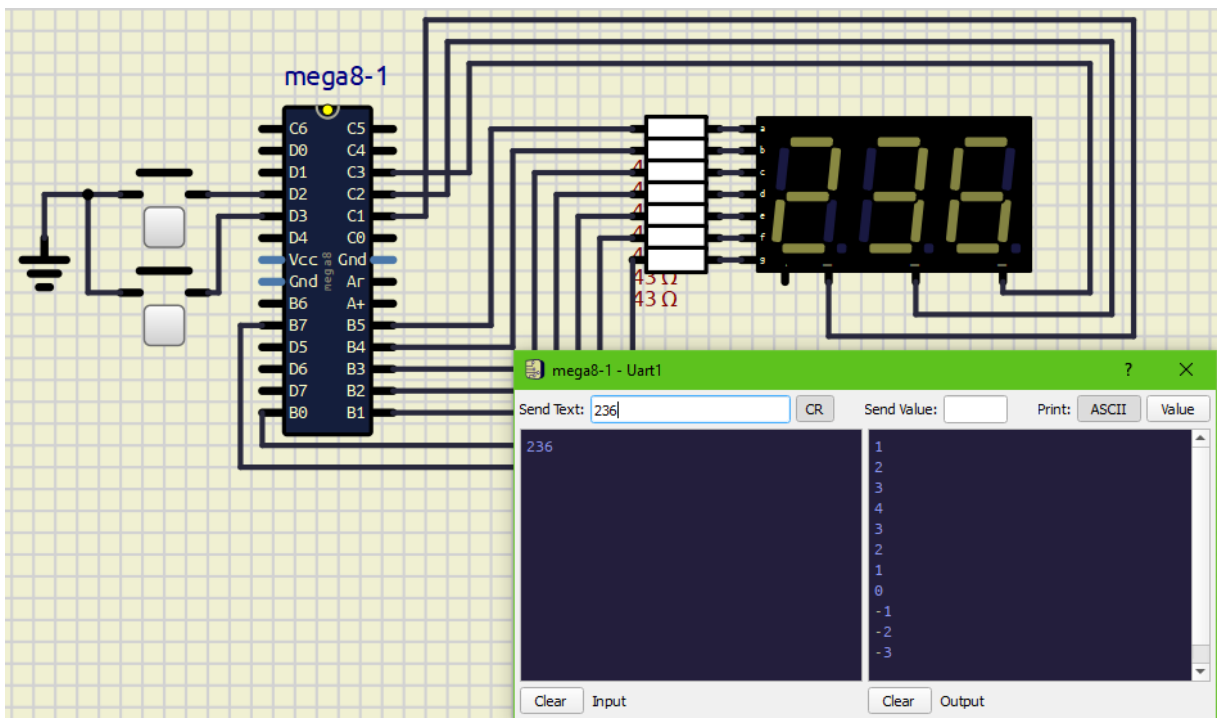 mega8-1
C6 C5
D0 C4
D1 C3
D2 C2
D3 C1
D4 C0
Vcc Gnd
Gnd Ar
B6 A+
B7 B5
D5 B4
D6 B3
D7 B2
B0 B1
mega8
a
b
c
d
e
f
g
236
43 Ω
43 Ω
mega8-1 - Uart1 ? X
Send Text: 236 CR Send Value: Print: ASCII Value
236
1
2
3
4
3
2
1
0
-1
-2
-3
Clear Input Clear Output